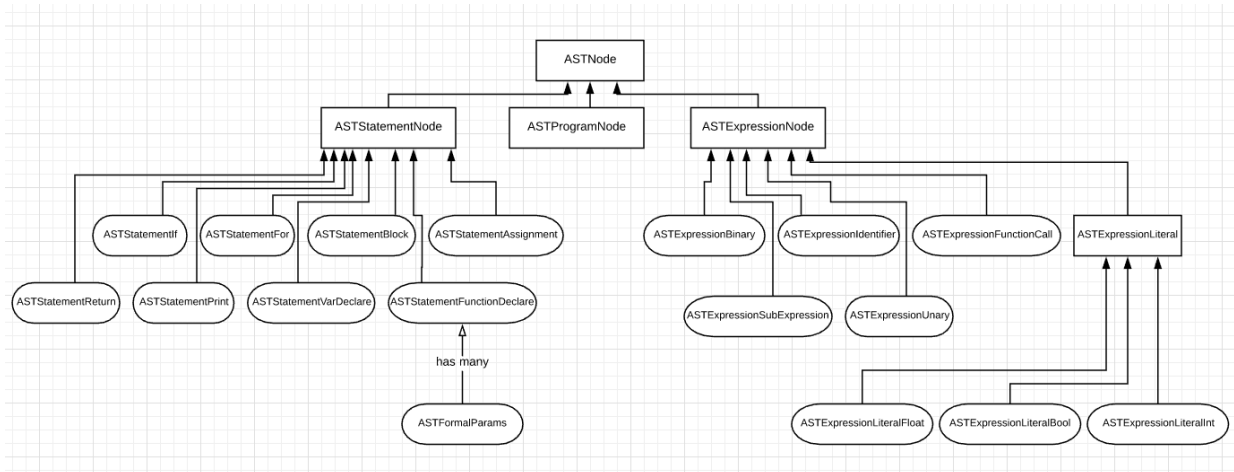 ASTNode
ASTStatementNode
ASTProgramNode
ASTExpressionNode
ASTStatementIf
ASTStatementFor
ASTStatementBlock
ASTStatementAssignment
ASTExpressionBinary
ASTExpressionIdentifier
ASTExpressionFunctionCall
ASTExpressionLiteral
ASTStatementReturn
ASTStatementPrint
ASTStatementVarDeclare
ASTStatementFunctionDeclare
ASTExpressionSubExpression
ASTExpressionUnary
has many
ASTFormalParams
ASTExpressionLiteralFloat
ASTExpressionLiteralBool
ASTExpressionLiteralInt